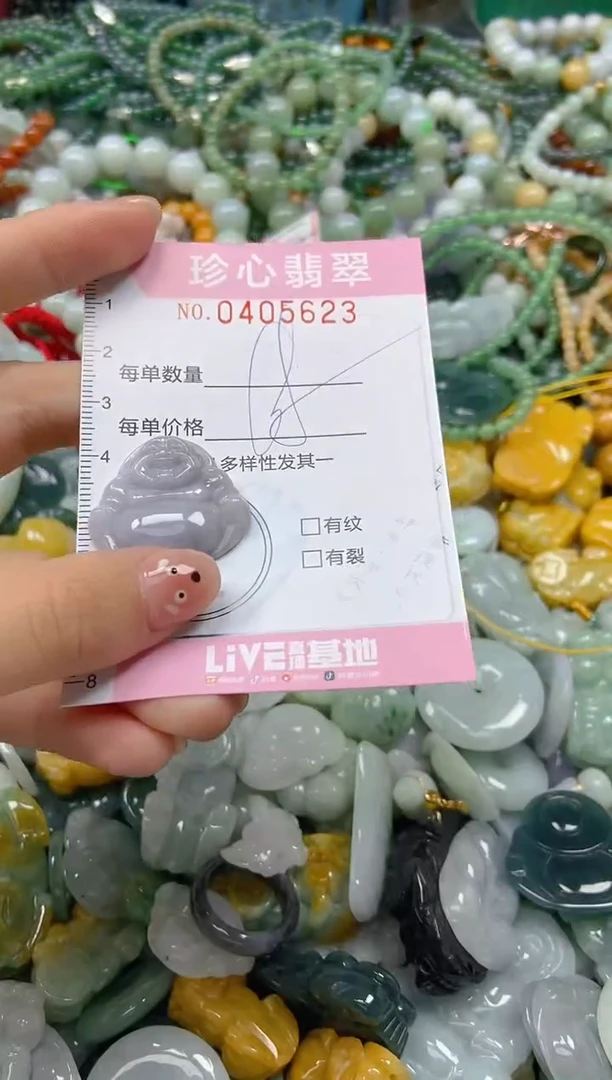 珍心翡翠
NO.0405623
1
2
每单数量
3
每单价格
4
多样性发其一
有纹
有裂
LiVE基地
8